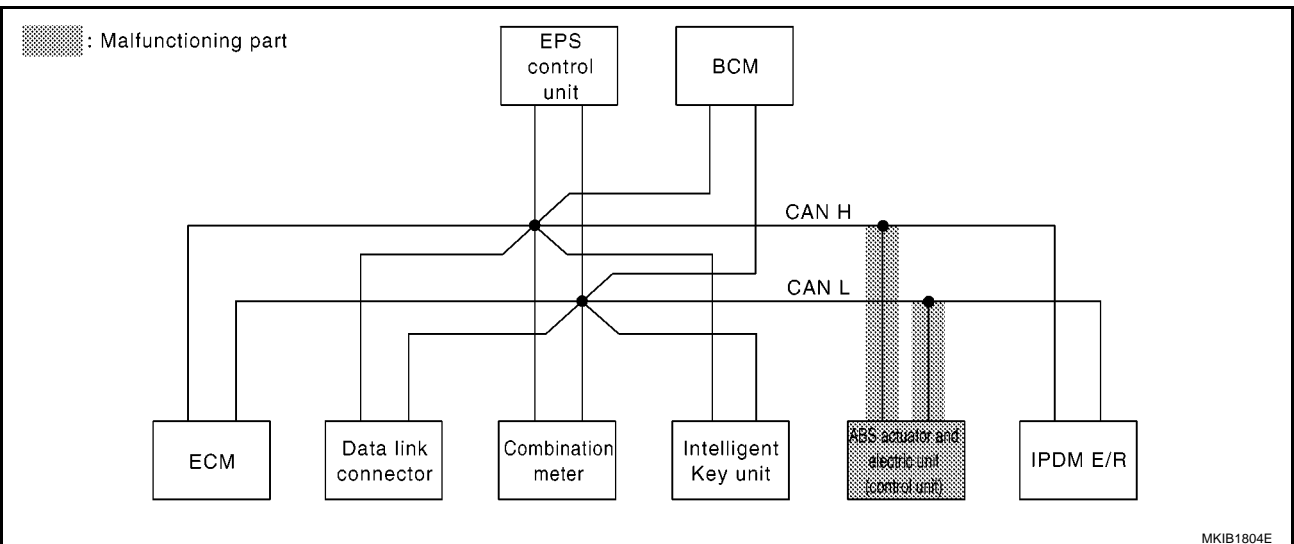 : Malfunctioning part
EPS
control
unit
BCM
CAN H
CAN L
ECM
Data link
connector
Combination
meter
Intelligent
Key unit
ABS actuator and
electric unit
(control unit)
IPDM E/R
MKIB1804E